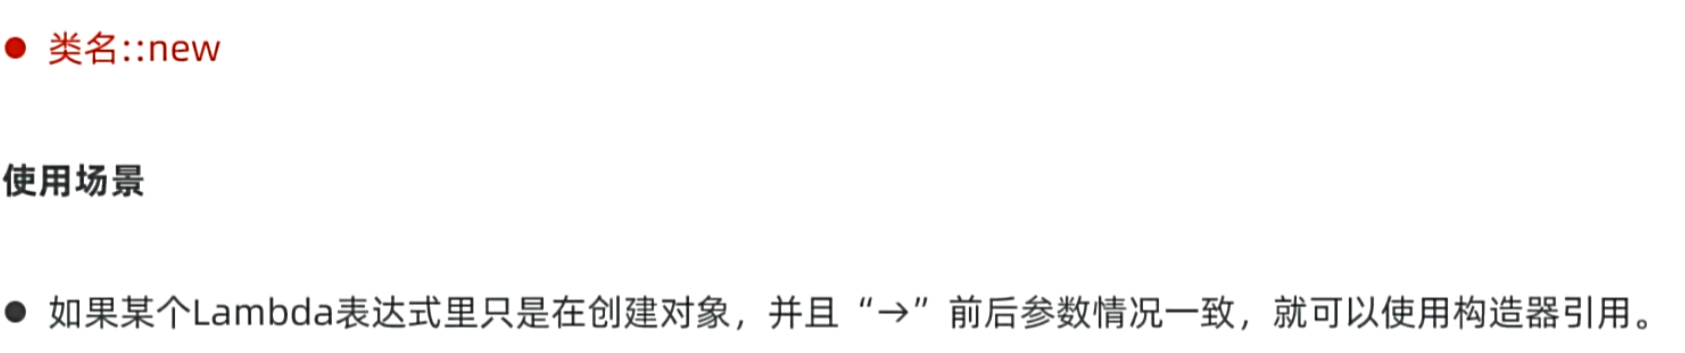 ● 类名::new
使用场景
● 如果某个Lambda表达式里只是在创建对象，并且“→”前后参数情况一致，就可以使用构造器引用。